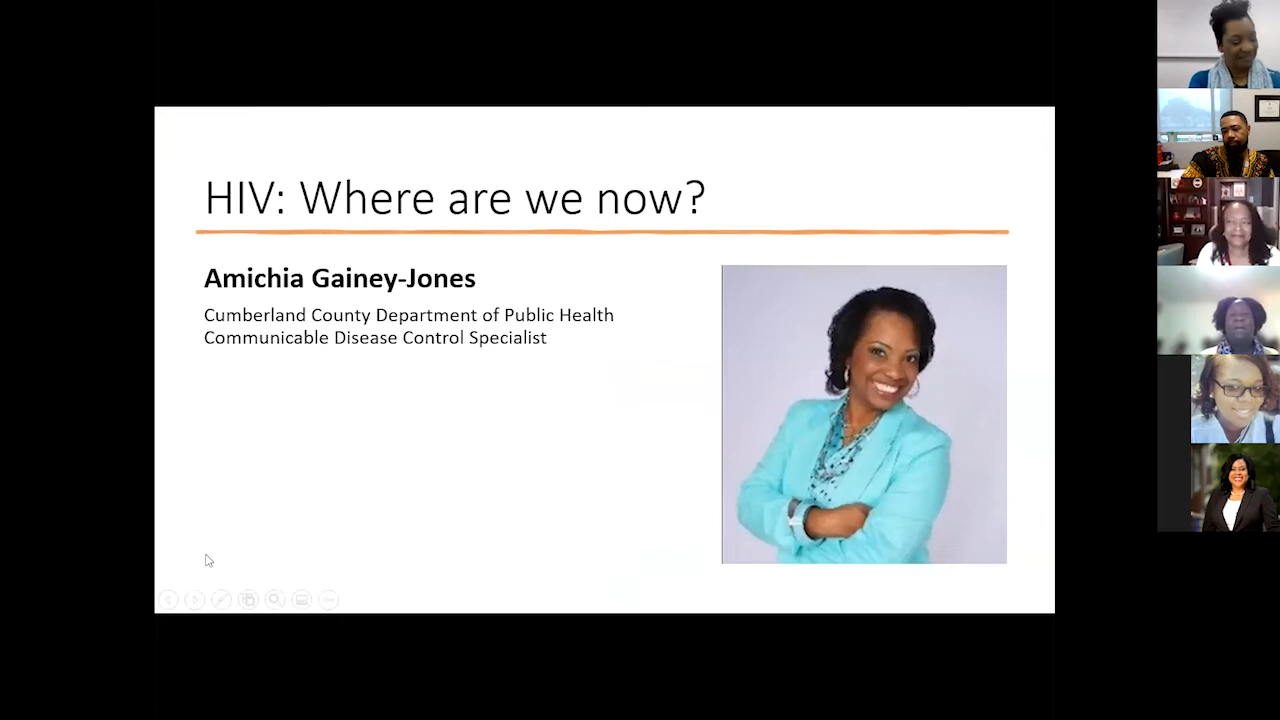 HIV: Where are we now?
Amichia Gainey-Jones
Cumberland County Department of Public Health
Communicable Disease Control Specialist